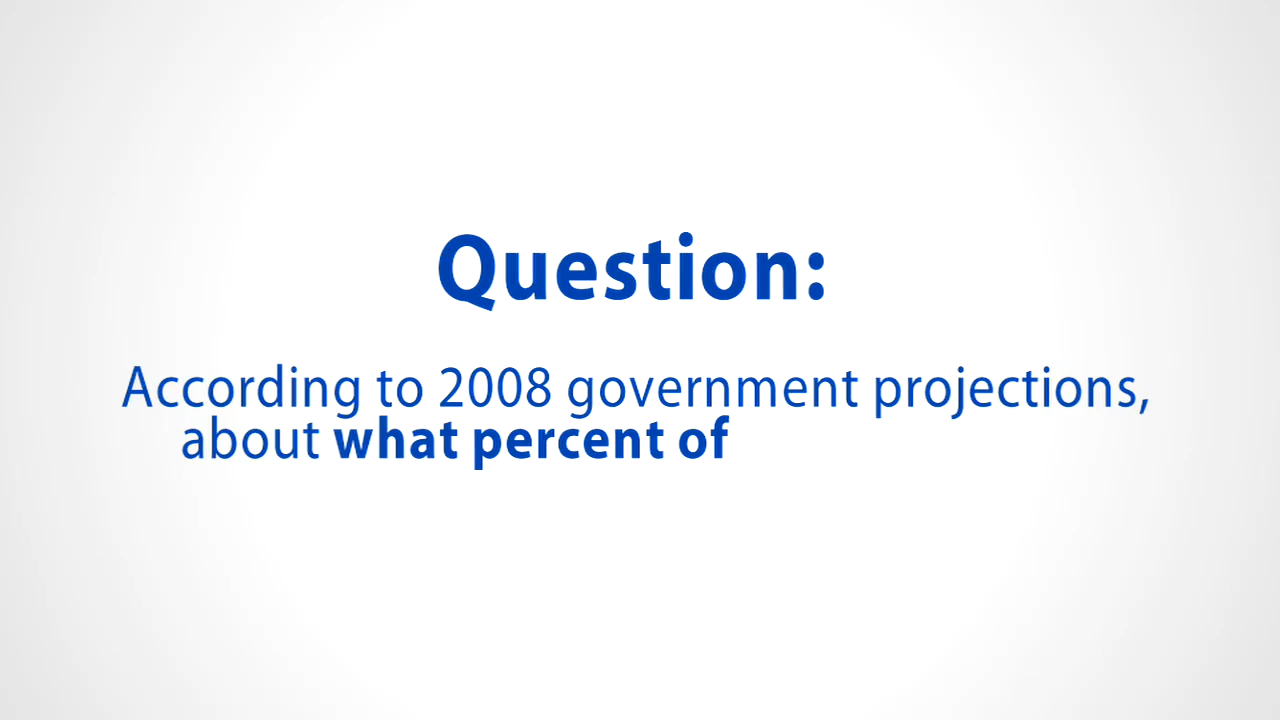 Question:
According to 2008 government projections,
about what percent of